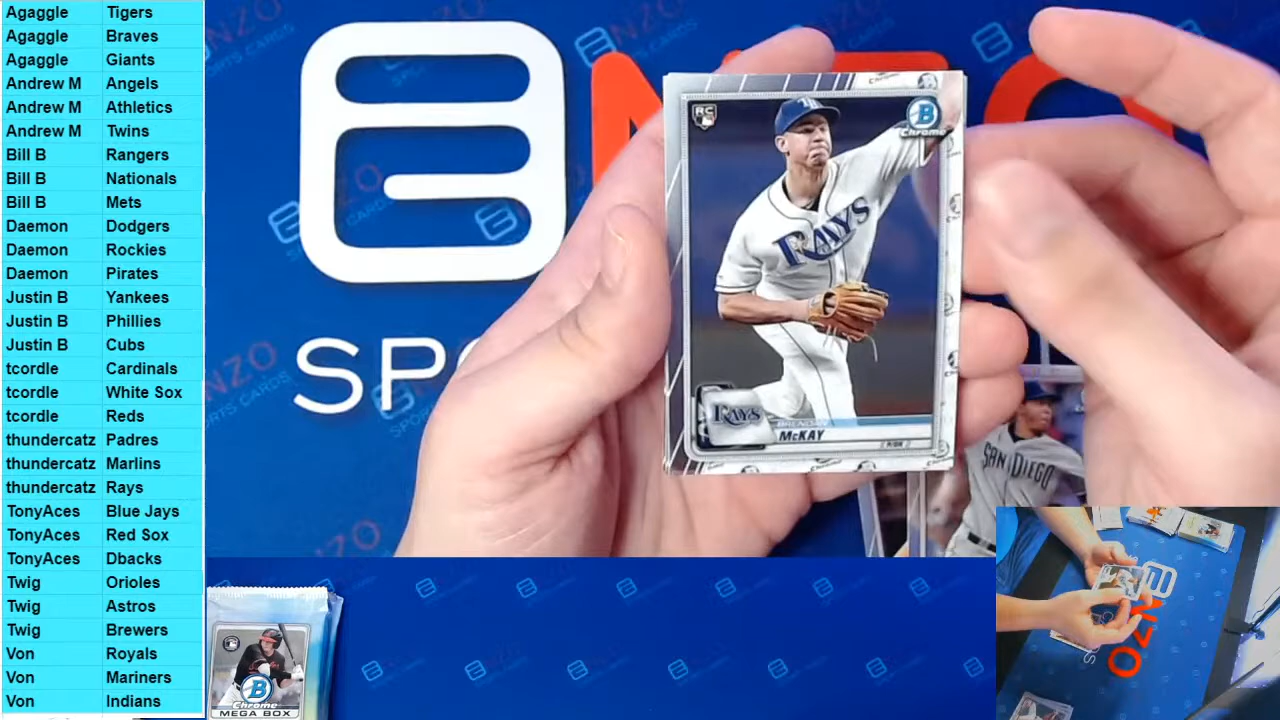 Agaggle Tigers
Agaggle Braves
Agaggle Giants
Andrew M Angels
Andrew M Athletics
Andrew M Twins
Bill B Rangers
Bill B Nationals
Bill B Mets
Daemon Dodgers
Daemon Rockies
Daemon Pirates
Justin B Yankees
Justin B Phillies
Justin B Cubs
tcordle Cardinals
tcordle White Sox
tcordle Reds
thundercatz Padres
thundercatz Marlins
thundercatz Rays
TonyAces Blue Jays
TonyAces Red Sox
TonyAces Dbacks
Twig Orioles
Twig Astros
Twig Brewers
Von Royals
Von Mariners
Von Indians
SP
RC
B
Chrome
RAYS
RAYS
BRENDAN
McKAY
SAN DIEGO
B
Chrome
MEGA BOX
NZO